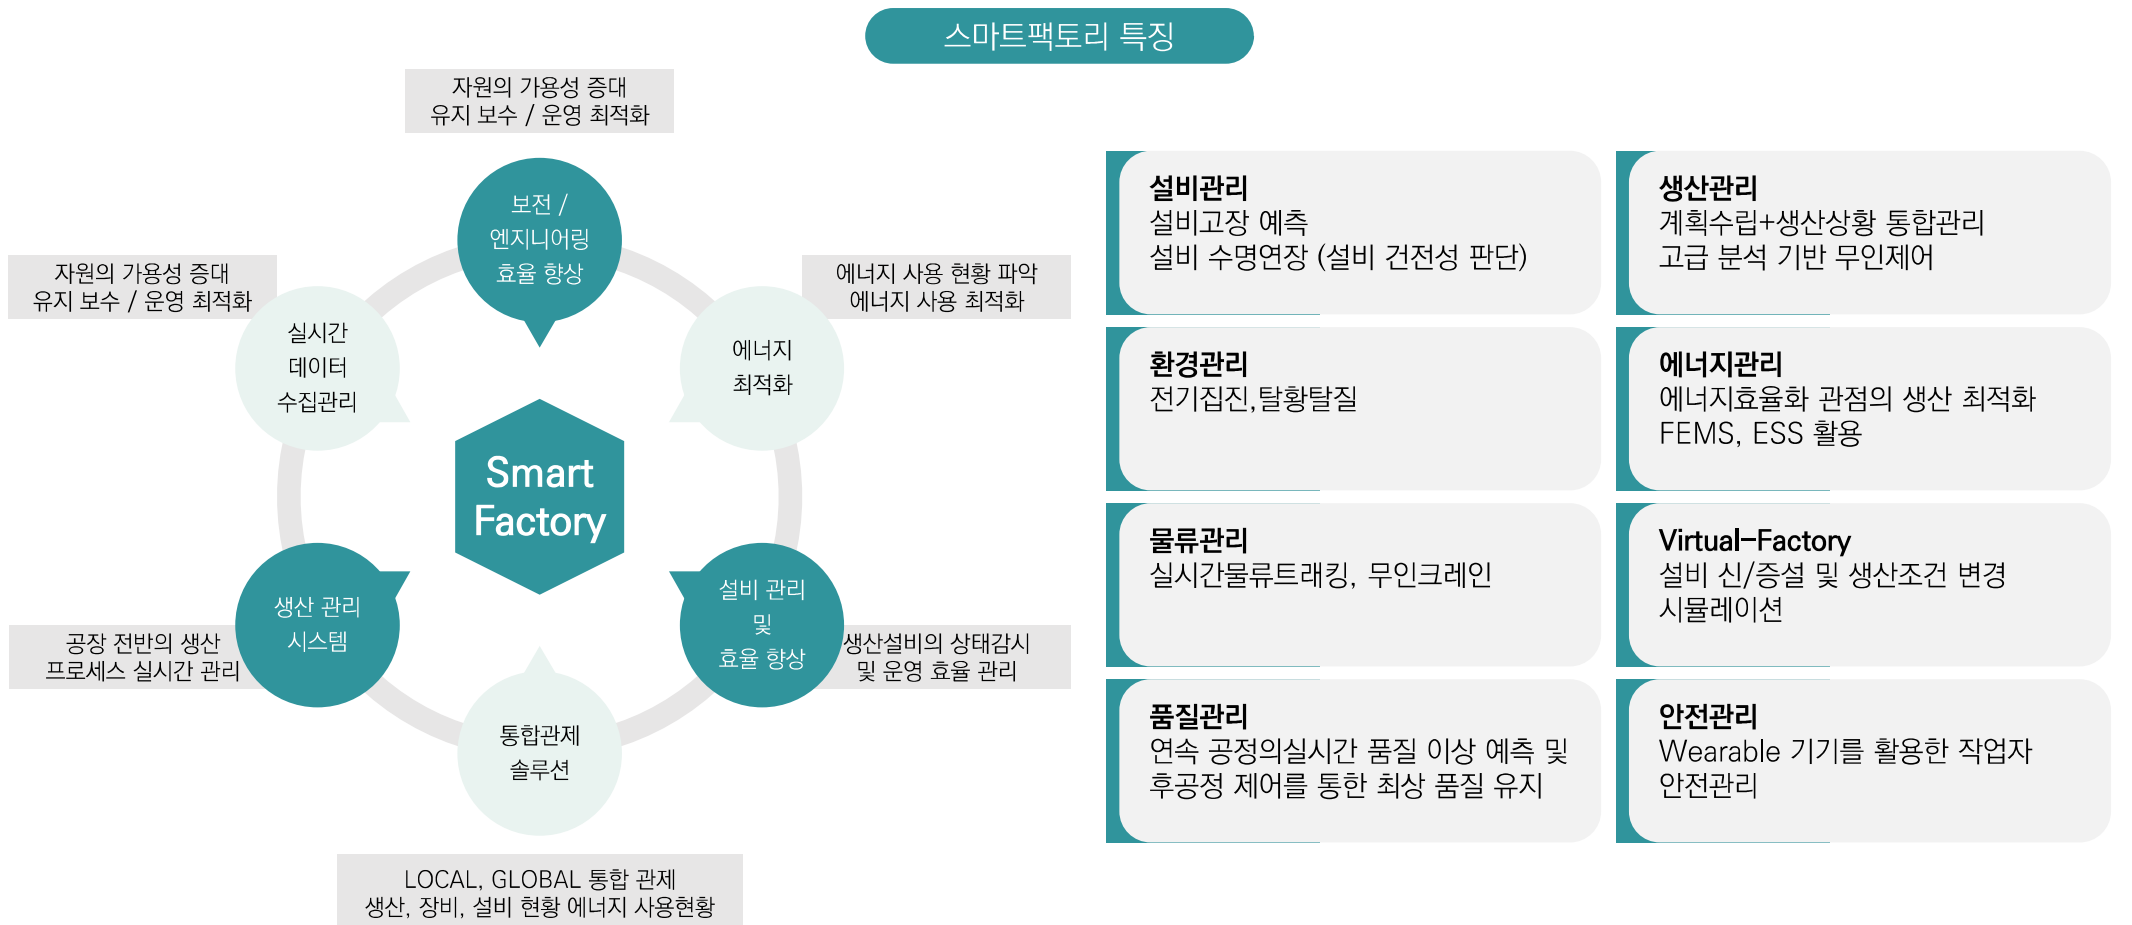 스마트팩토리 특징
자원의 가용성 증대
유지 보수 / 운영 최적화
보전 /
엔지니어링
효율 향상
자원의 가용성 증대
유지 보수 / 운영 최적화
실시간
데이터
수집관리
에너지 사용 현황 파악
에너지 사용 최적화
에너지
최적화
Smart
Factory
생산 관리
시스템
공장 전반의 생산
프로세스 실시간 관리
설비 관리
및
효율 향상
생산설비의 상태감시
및 운영 효율 관리
통합관제
솔루션
LOCAL, GLOBAL 통합 관제
생산, 장비, 설비 현황 에너지 사용현황
설비관리
설비고장 예측
설비 수명연장 (설비 건전성 판단)
생산관리
계획수립+생산상황 통합관리
고급 분석 기반 무인제어
환경관리
전기집진,탈황탈질
에너지관리
에너지효율화 관점의 생산 최적화
FEMS, ESS 활용
물류관리
실시간물류트래킹, 무인크레인
Virtual-Factory
설비 신/증설 및 생산조건 변경
시뮬레이션
품질관리
연속 공정의실시간 품질 이상 예측 및
후공정 제어를 통한 최상 품질 유지
안전관리
Wearable 기기를 활용한 작업자
안전관리